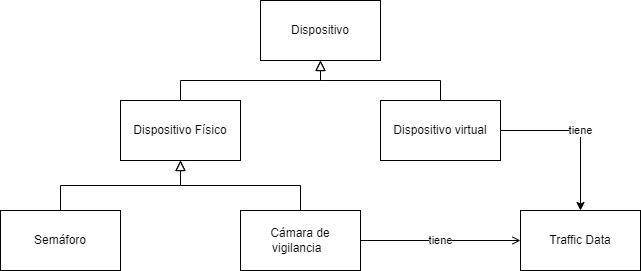 Dispositivo
Dispositivo Físico
Dispositivo virtual
tiene
Semáforo
Cámara de
vigilancia
tiene
Traffic Data